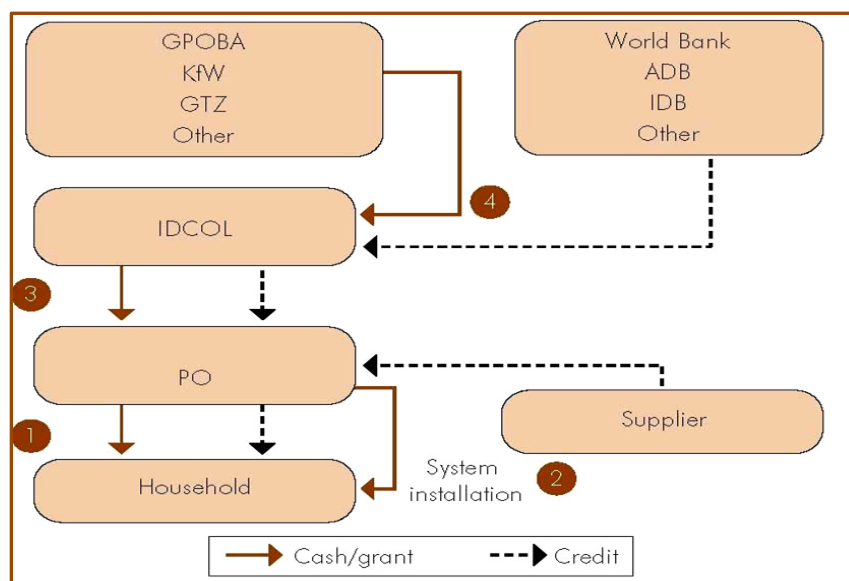 GPOBA
KfW
GTZ
Other
World Bank
ADB
IDB
Other
4
IDCOL
3
PO
1
Supplier
System
installation
2
Household
Cash/grant
Credit